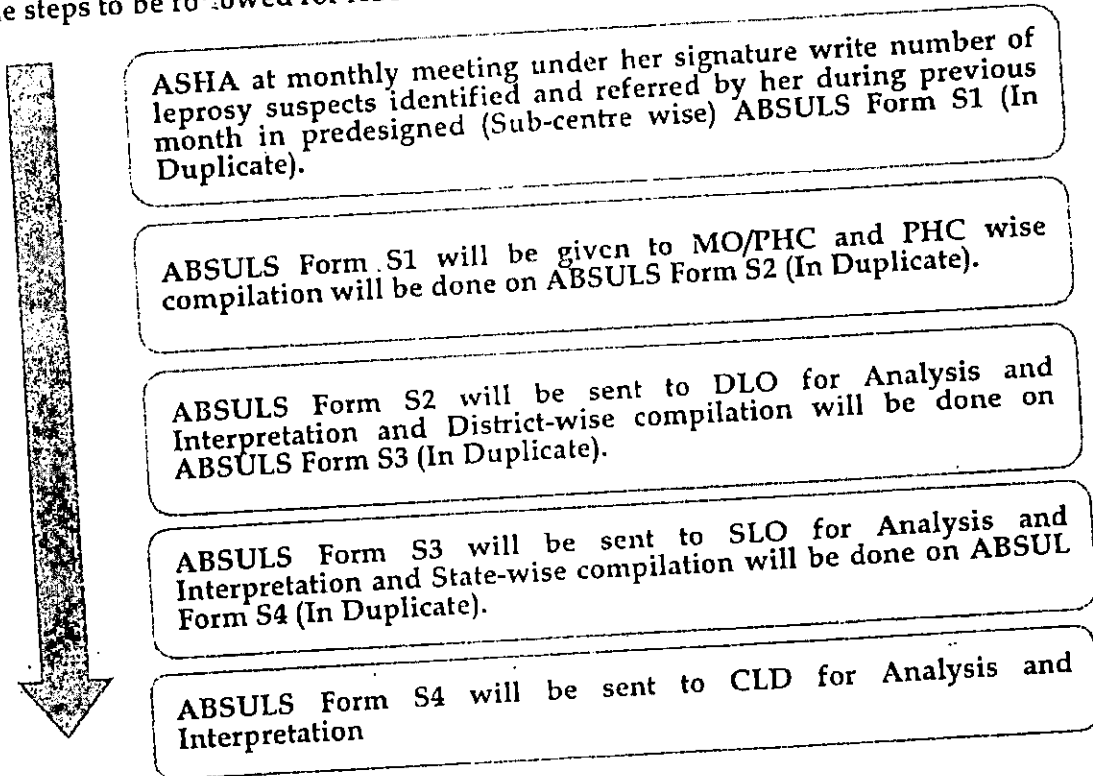 steps to be followed for
ASHA at monthly meeting under her signature write number of
leprosy suspects identified and referred by her during previous
month in predesigned (Sub-centre wise) ABSULS Form S1 (In
Duplicate).
ABSULS Form S1 will be given to MO/PHC and PHC wise
compilation will be done on ABSULS Form S2 (In Duplicate).
ABSULS Form S2 will be sent to DLO for Analysis and
Interpretation and District-wise compilation will be done on
ABSULS Form S3 (In Duplicate).
ABSULS Form S3 will be sent to SLO for Analysis and
Interpretation and State-wise compilation will be done on ABSUL
Form S4 (In Duplicate).
ABSULS Form S4 will be sent to CLD for Analysis and
Interpretation